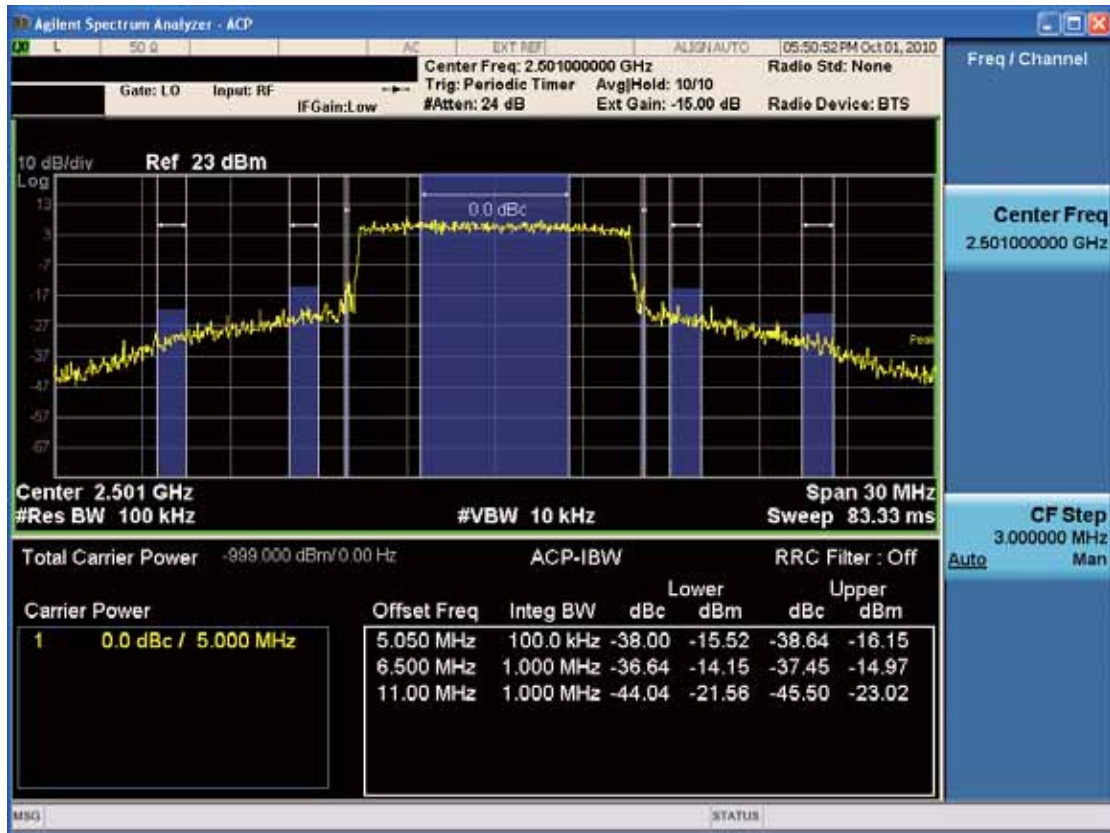 Agilent Spectrum Analyzer - ACP
L 50 Ω AC EXT REF ALIGN AUTO 05:50:52 PM Oct 01, 2010
Center Freq: 2.501000000 GHz Radio Std: None
Gate: LO Input: RF Trig: Periodic Timer Avg|Hold: 10/10
IFGain:Low #Atten: 24 dB Ext Gain: -15.00 dB Radio Device: BTS
10 dB/div Ref 23 dBm
Log
13
3
-7
-17
-27
-37
-47
-57
-67
0.0 dBc
Peak
Center 2.501 GHz Span 30 MHz
#Res BW 100 kHz #VBW 10 kHz Sweep 83.33 ms
Total Carrier Power -999.000 dBm/0.00 Hz ACP-IBW RRC Filter : Off
Lower Upper
Carrier Power Offset Freq Integ BW dBc dBm dBc dBm
1 0.0 dBc / 5.000 MHz 5.050 MHz 100.0 kHz -38.00 -15.52 -38.64 -16.15
6.500 MHz 1.000 MHz -36.64 -14.15 -37.45 -14.97
11.00 MHz 1.000 MHz -44.04 -21.56 -45.50 -23.02
MSG STATUS
Freq / Channel
Center Freq
2.501000000 GHz
CF Step
3.000000 MHz
Auto Man